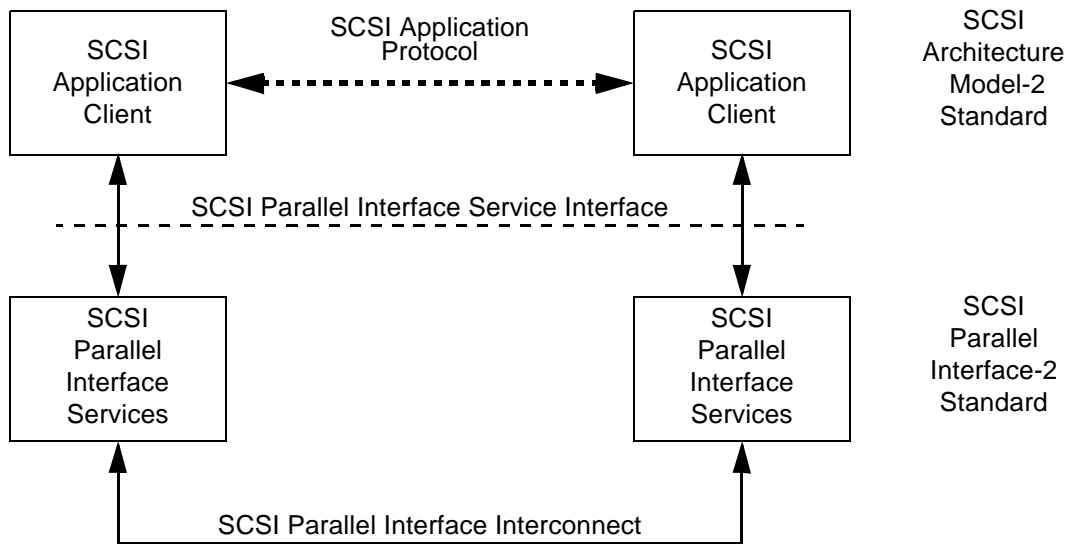 SCSI
Application
Client
SCSI Application
Protocol
SCSI
Application
Client
SCSI
Architecture
Model-2
Standard
SCSI Parallel Interface Service Interface
SCSI
Parallel
Interface
Services
SCSI
Parallel
Interface
Services
SCSI
Parallel
Interface-2
Standard
SCSI Parallel Interface Interconnect